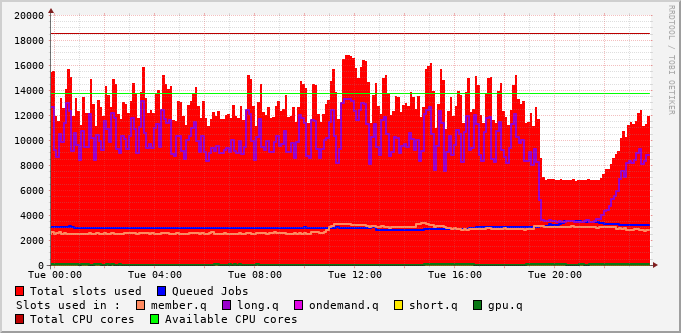 RRDTOOL / TOBI OETIKER
20000
18000
16000
14000
12000
10000
8000
6000
4000
2000
0
Tue 00:00 Tue 04:00 Tue 08:00 Tue 12:00 Tue 16:00 Tue 20:00
Total slots used Queued Jobs
Slots used in : member.q long.q ondemand.q short.q gpu.q
Total CPU cores Available CPU cores